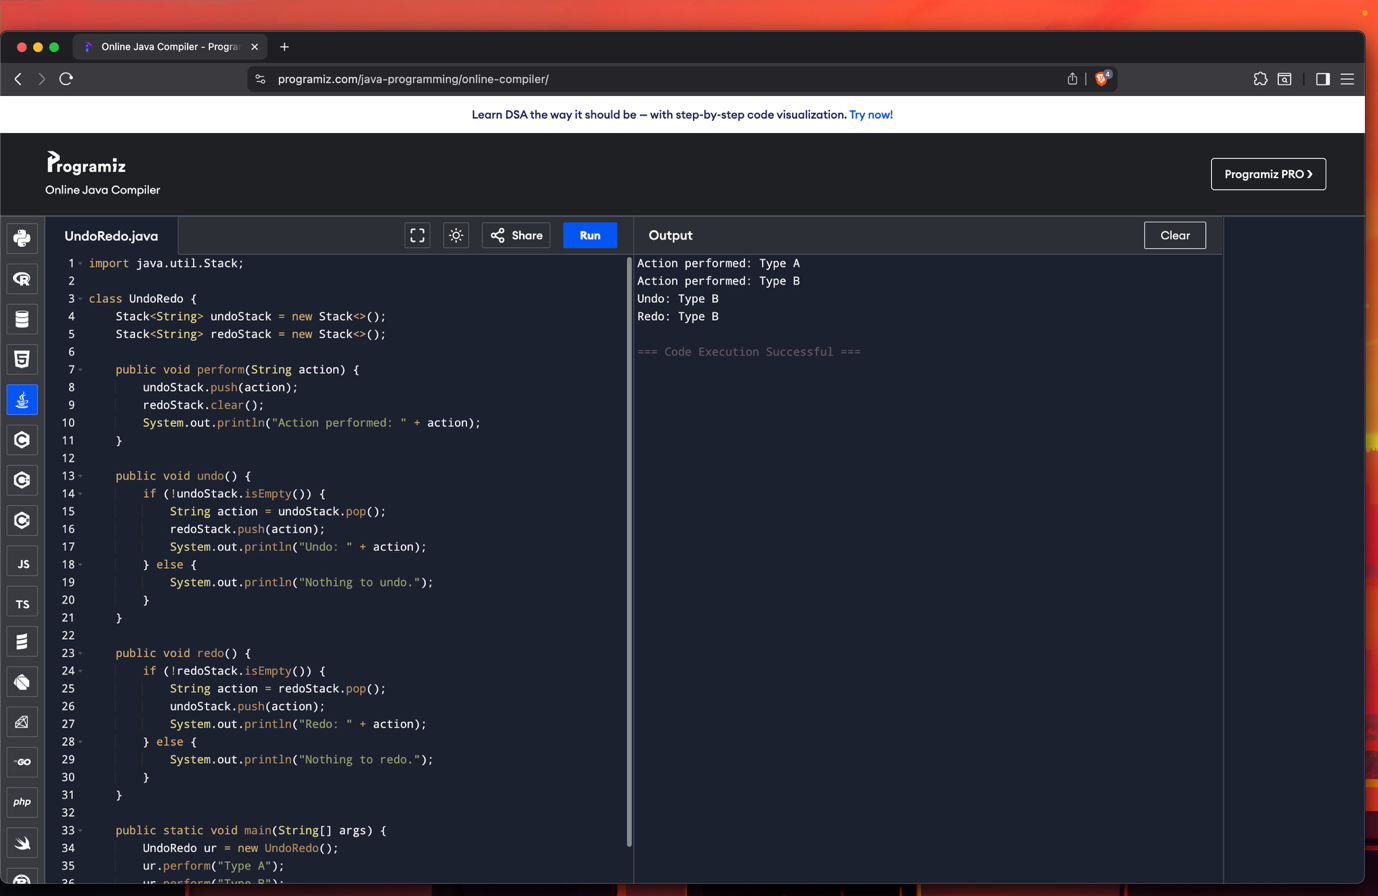 Online Java Compiler - Progra
programiz.com/java-programming/online-compiler/
4
Learn DSA the way it should be — with step-by-step code visualization. Try now!
Programiz
Online Java Compiler
Programiz PRO ›
UndoRedo.java
Share
Run
Output
Clear
1 import java.util.Stack;
2
3 class UndoRedo {
4     Stack<String> undoStack = new Stack<>();
5     Stack<String> redoStack = new Stack<>();
6
7     public void perform(String action) {
8         undoStack.push(action);
9         redoStack.clear();
10         System.out.println("Action performed: " + action);
11     }
12
13     public void undo() {
14         if (!undoStack.isEmpty()) {
15             String action = undoStack.pop();
16             redoStack.push(action);
17             System.out.println("Undo: " + action);
18         } else {
19             System.out.println("Nothing to undo.");
20         }
21     }
22
23     public void redo() {
24         if (!redoStack.isEmpty()) {
25             String action = redoStack.pop();
26             undoStack.push(action);
27             System.out.println("Redo: " + action);
28         } else {
29             System.out.println("Nothing to redo.");
30         }
31     }
32
33     public static void main(String[] args) {
34         UndoRedo ur = new UndoRedo();
35         ur.perform("Type A");
36         ur.perform("Type B");
Action performed: Type A
Action performed: Type B
Undo: Type B
Redo: Type B
=== Code Execution Successful ===
R
5
C
C
C
JS
TS
GO
php